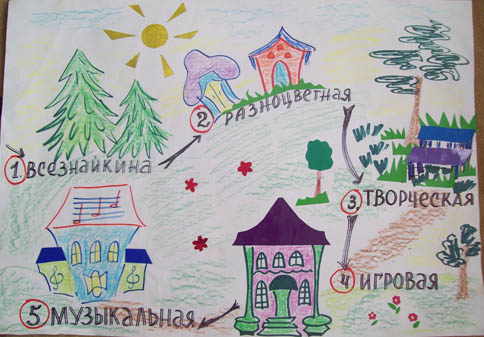 1 ВСЕЗНАЙКИНА
2 РАЗНОЦВЕТНАЯ
3 ТВОРЧЕСКАЯ
4 ИГРОВАЯ
5 МУЗЫКАЛЬНАЯ